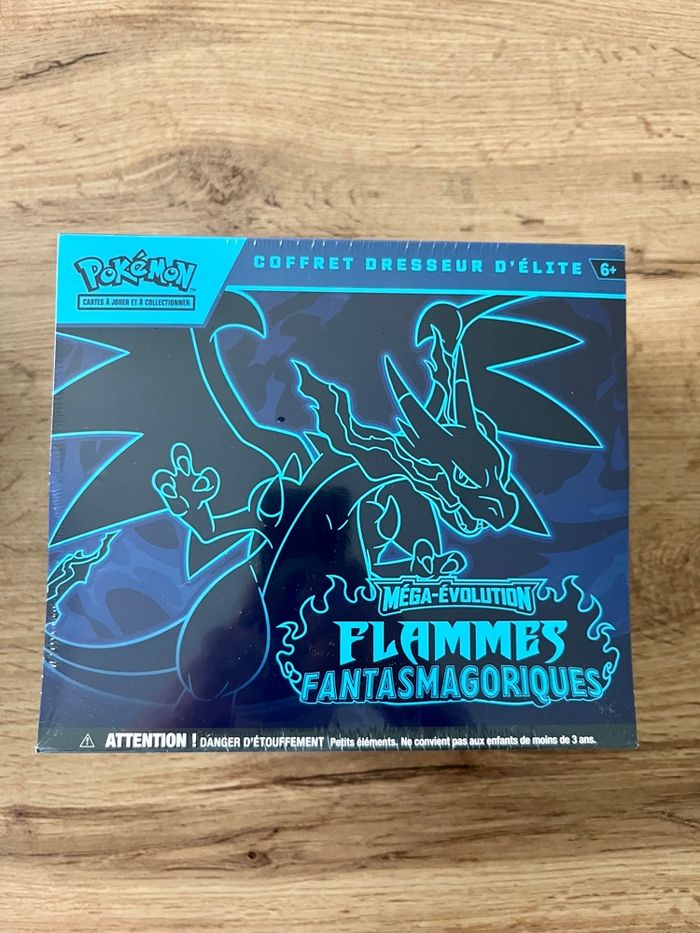 POKÉMON™
CARTES À JOUER ET À COLLECTIONNER
COFFRET DRESSEUR D'ÉLITE
6+
MÉGA-ÉVOLUTION
FLAMMES
FANTASMAGORIQUES
ATTENTION ! DANGER D'ÉTOUFFEMENT Petits éléments. Ne convient pas aux enfants de moins de 3 ans.